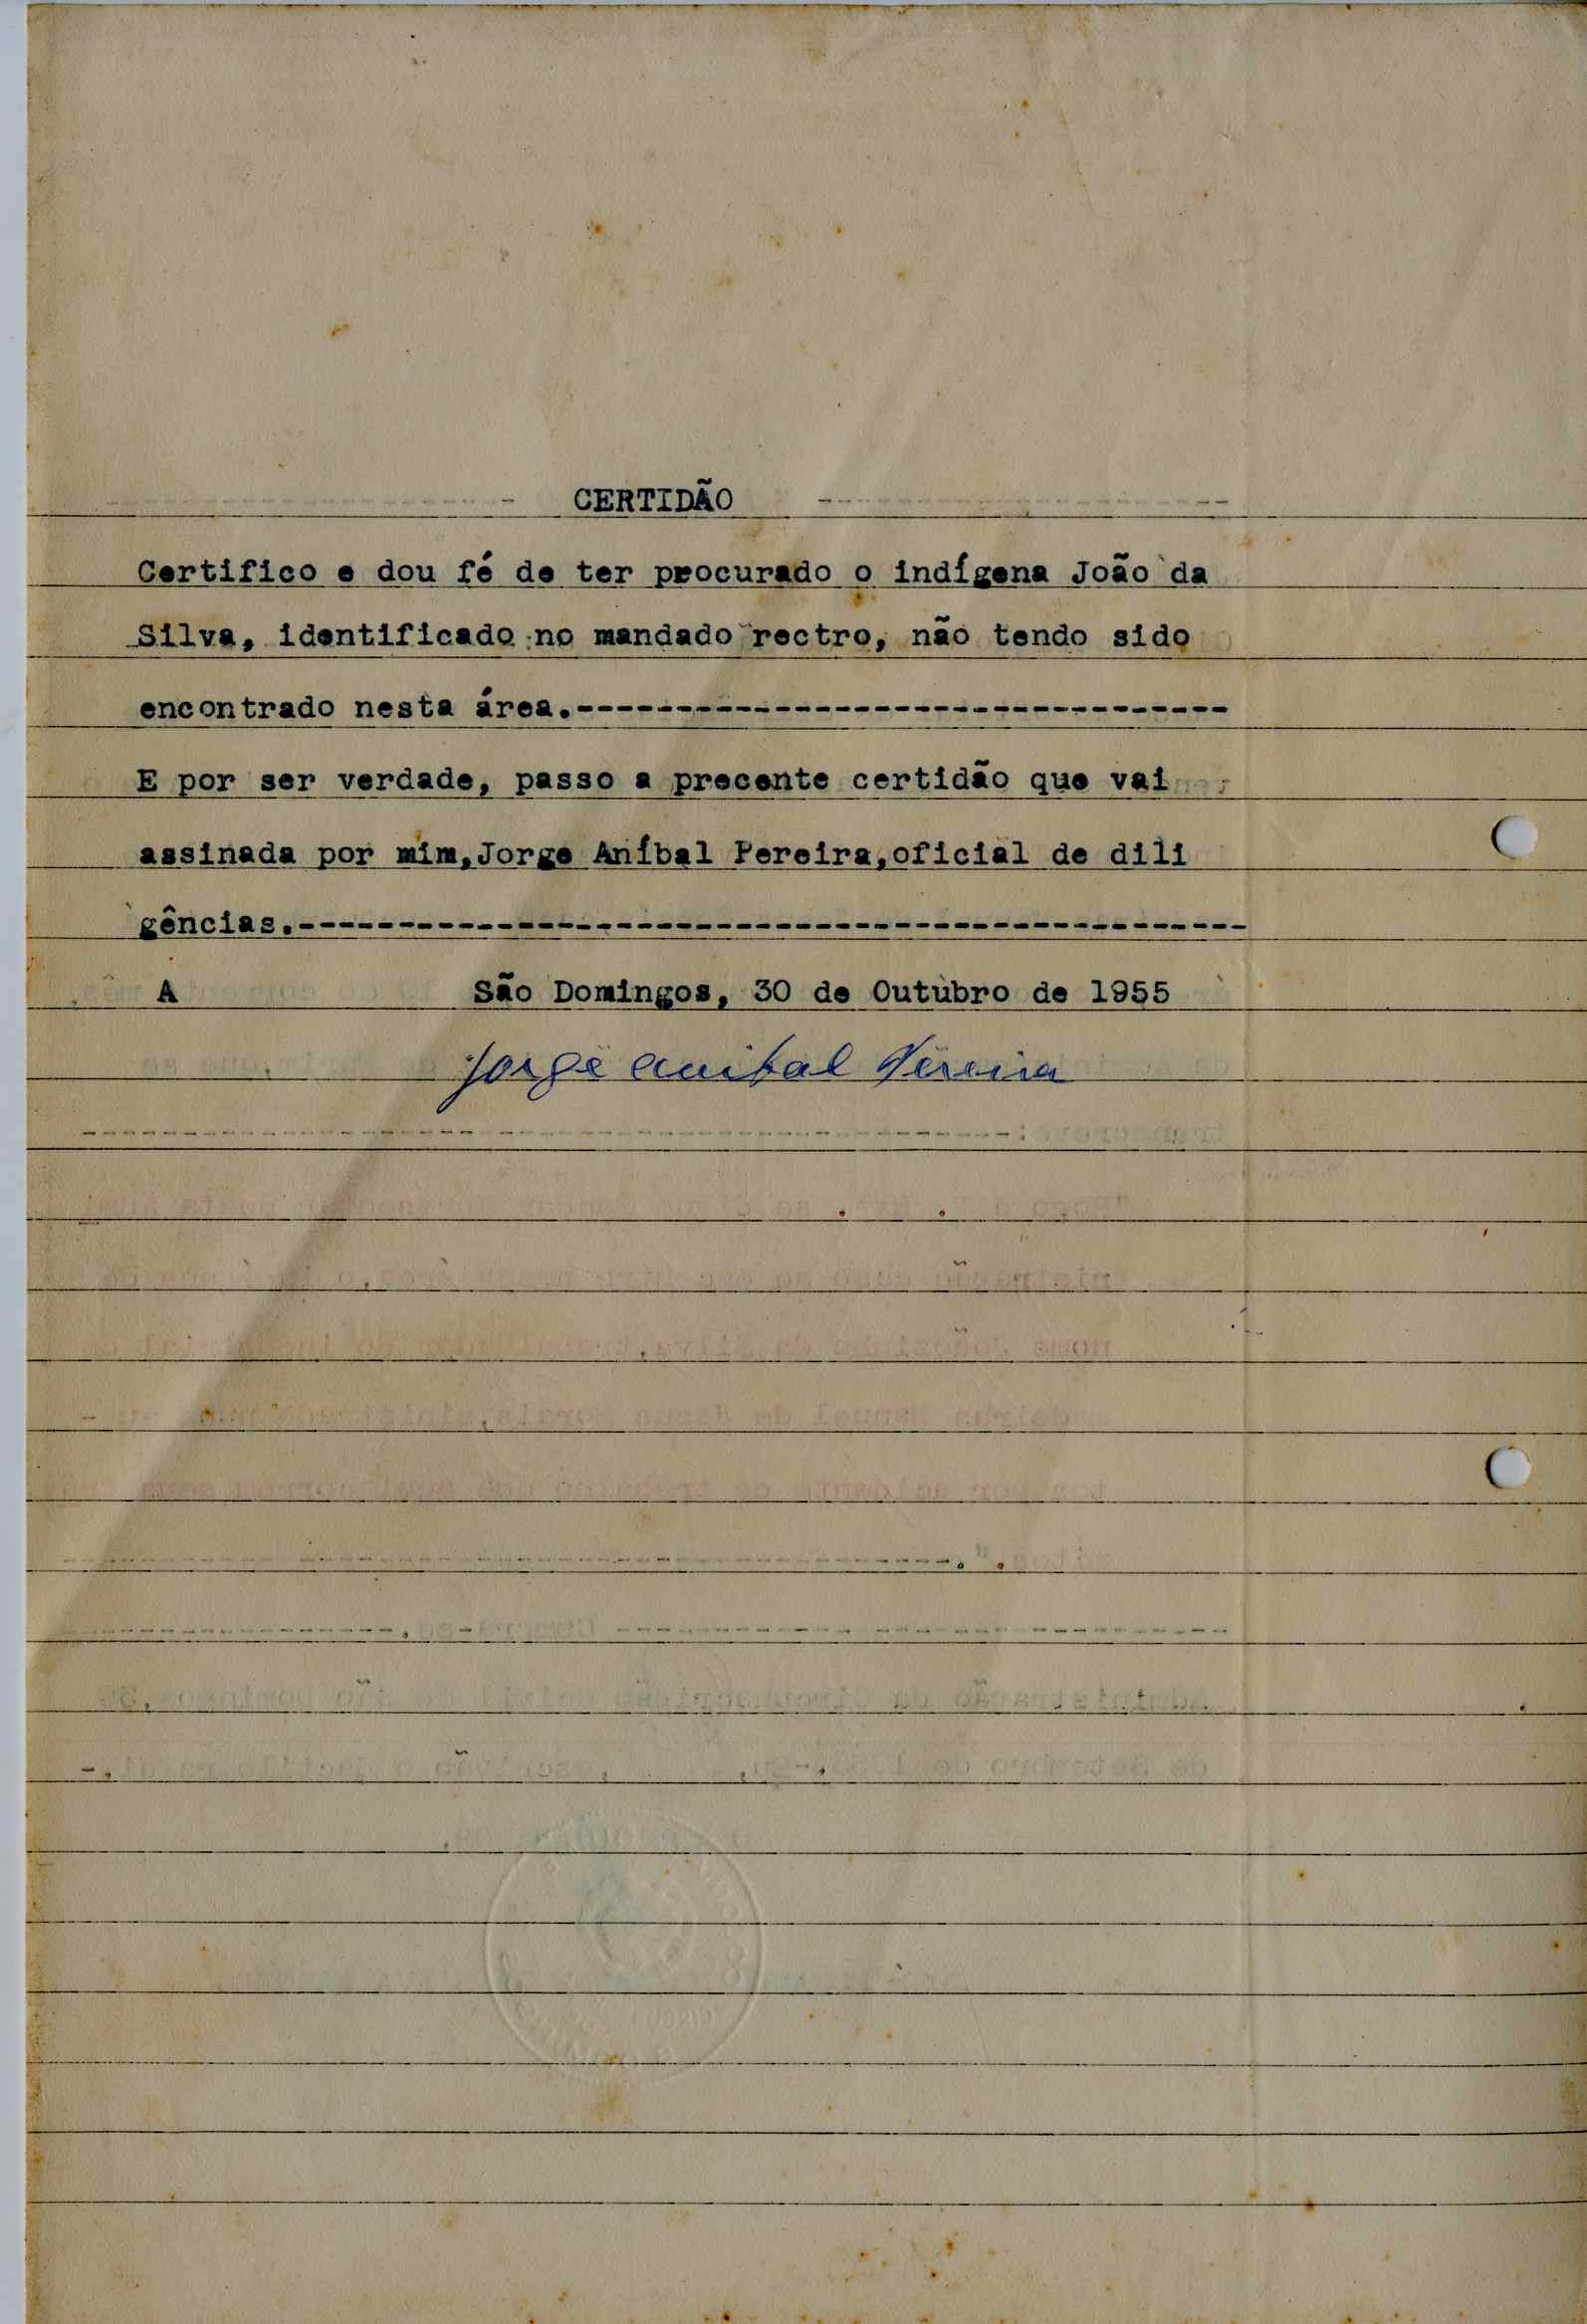 - CERTIDÃO -------------------
Certifico e dou fé de ter procurado o indígena João da
Silva, identificado no mandado rectro, não tendo sido
encontrado nesta área.---------------------------------
E por ser verdade, passo a precente certidão que vai
assinada por mim,Jorge Aníbal Pereira,oficial de dili
gências.------------------------------------------------
A São Domingos, 30 de Outubro de 1955
Jorge Anibal Pereira